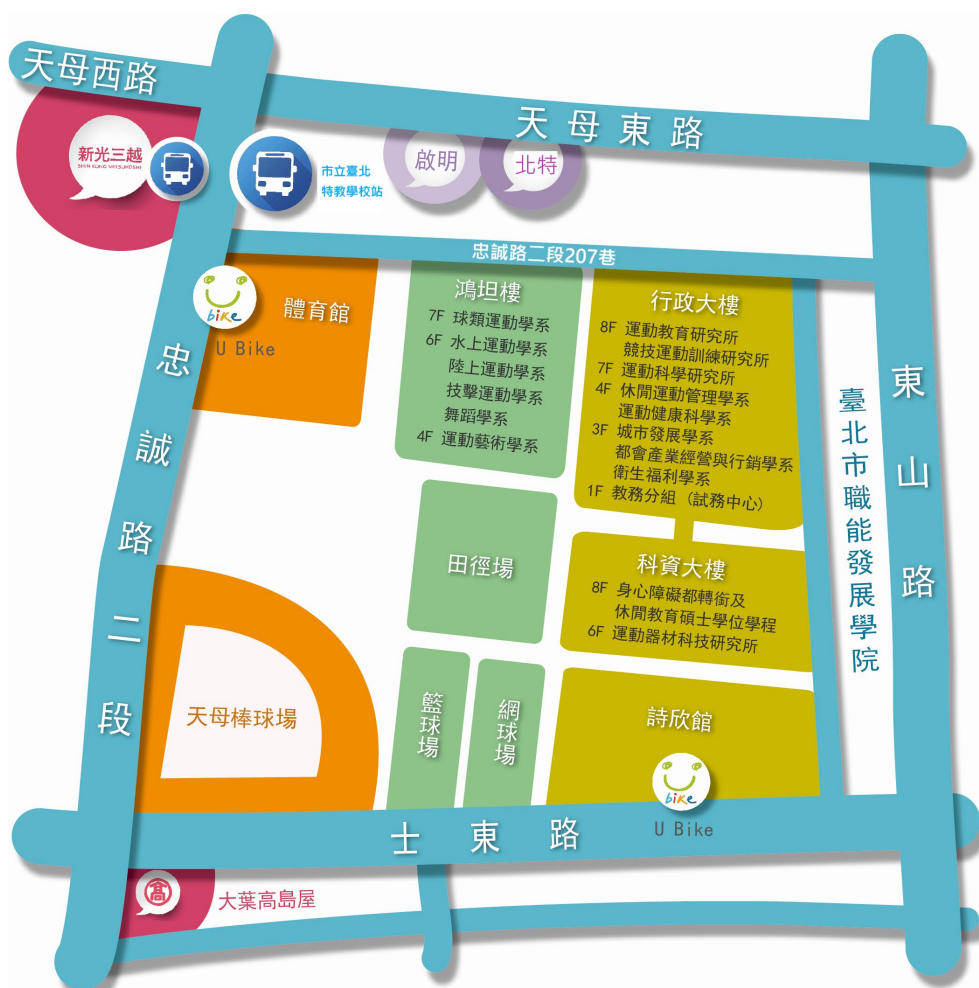 天母西路
天母東路
新光三越
SHIN KONG MITSUKOSHI
市立臺北
特教學校站
啟明
北特
忠誠路二段207巷
bike
U Bike
體育館
鴻坦樓
7F 球類運動學系
6F 水上運動學系
陸上運動學系
技擊運動學系
舞蹈學系
4F 運動藝術學系
行政大樓
8F 運動教育研究所
競技運動訓練研究所
7F 運動科學研究所
4F 休閒運動管理學系
運動健康科學系
3F 城市發展學系
都會產業經營與行銷學系
衛生福利學系
1F 教務分組（試務中心）
忠誠路二段
臺北市職能發展學院
東山路
田徑場
科資大樓
8F 身心障礙都轉銜及
休閒教育碩士學位學程
6F 運動器材科技研究所
天母棒球場
籃球場
網球場
詩欣館
bike
U Bike
士東路
髙
大葉高島屋